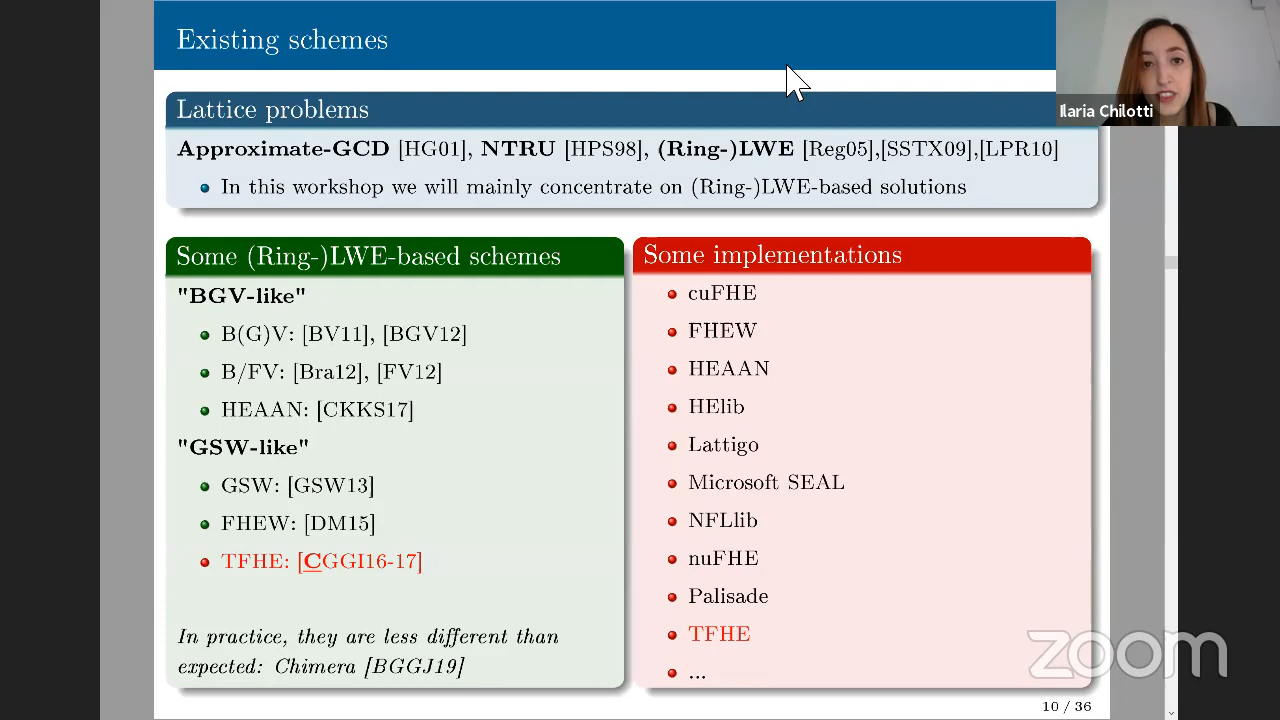 Existing schemes
Ilaria Chilotti
Lattice problems
Approximate-GCD [HG01], NTRU [HPS98], (Ring-)LWE [Reg05],[SSTX09],[LPR10]
In this workshop we will mainly concentrate on (Ring-)LWE-based solutions
Some (Ring-)LWE-based schemes
"BGV-like"
B(G)V: [BV11], [BGV12]
B/FV: [Bra12], [FV12]
HEAAN: [CKKS17]
"GSW-like"
GSW: [GSW13]
FHEW: [DM15]
TFHE: [CGGI16-17]
In practice, they are less different than
expected: Chimera [BGGJ19]
Some implementations
cuFHE
FHEW
HEAAN
HElib
Lattigo
Microsoft SEAL
NFLlib
nuFHE
Palisade
TFHE
...
zoom
10 / 36